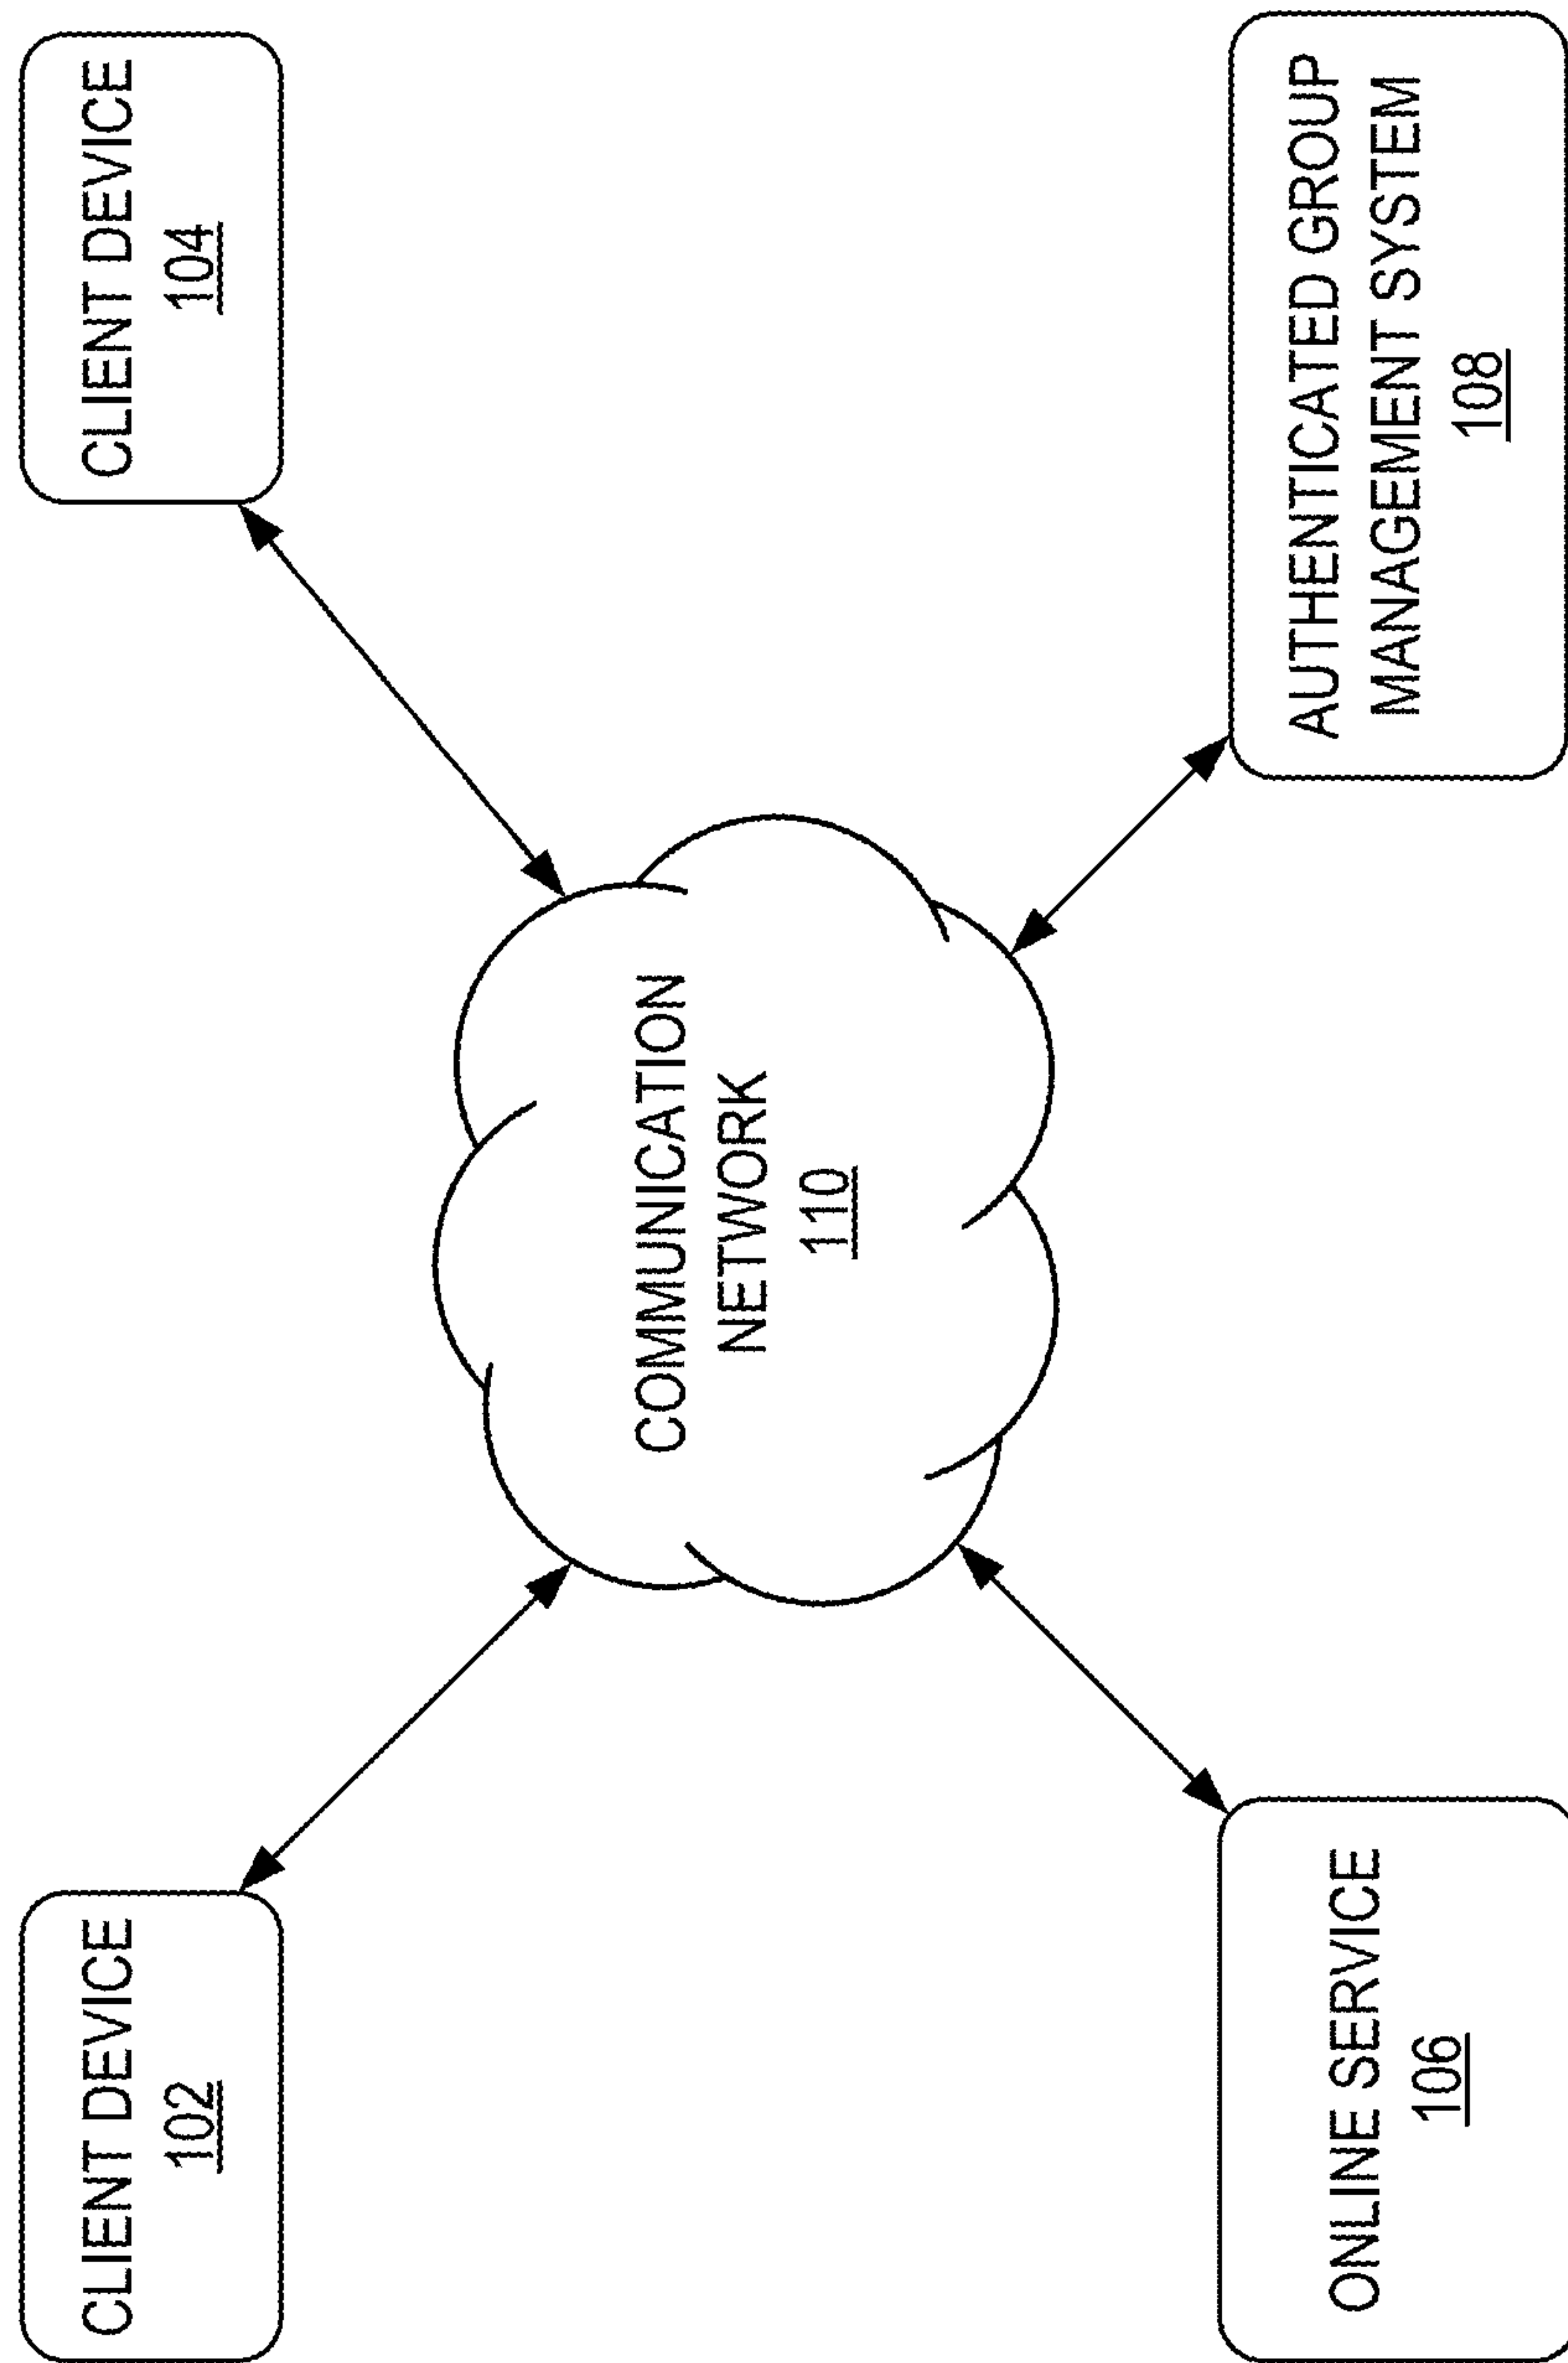 CLIENT DEVICE
102
CLIENT DEVICE
104
COMMUNICATION
NETWORK
110
ONLINE SERVICE
106
AUTHENTICATED GROUP
MANAGEMENT SYSTEM
108